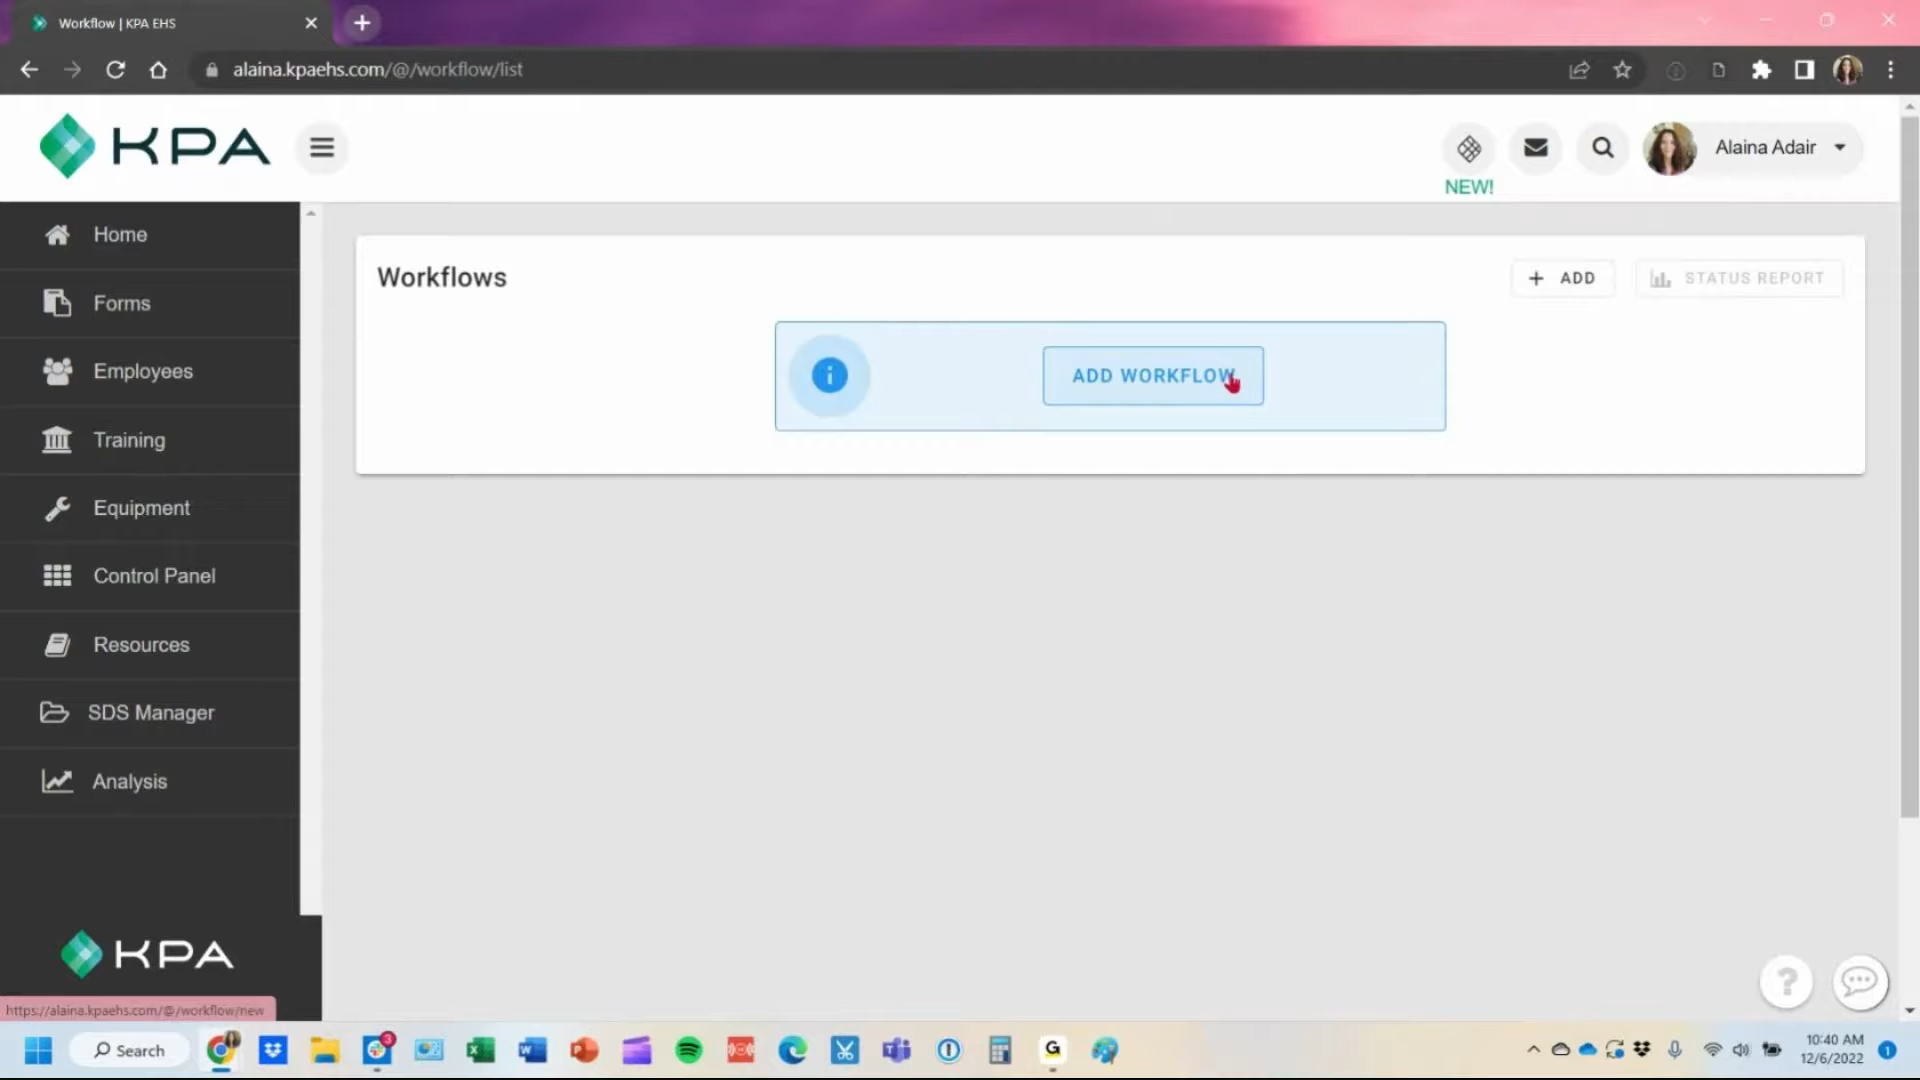 Workflow | KPA EHS
alaina.kpaehs.com/@/workflow/list
KPA
NEW!
Alaina Adair
Home
Forms
Employees
Training
Equipment
Control Panel
Resources
SDS Manager
Analysis
KPA
Workflows
ADD
STATUS REPORT
ADD WORKFLOW
https://alaina.kpaehs.com/@/workflow/new
Search
3
10:40 AM
12/6/2022
1